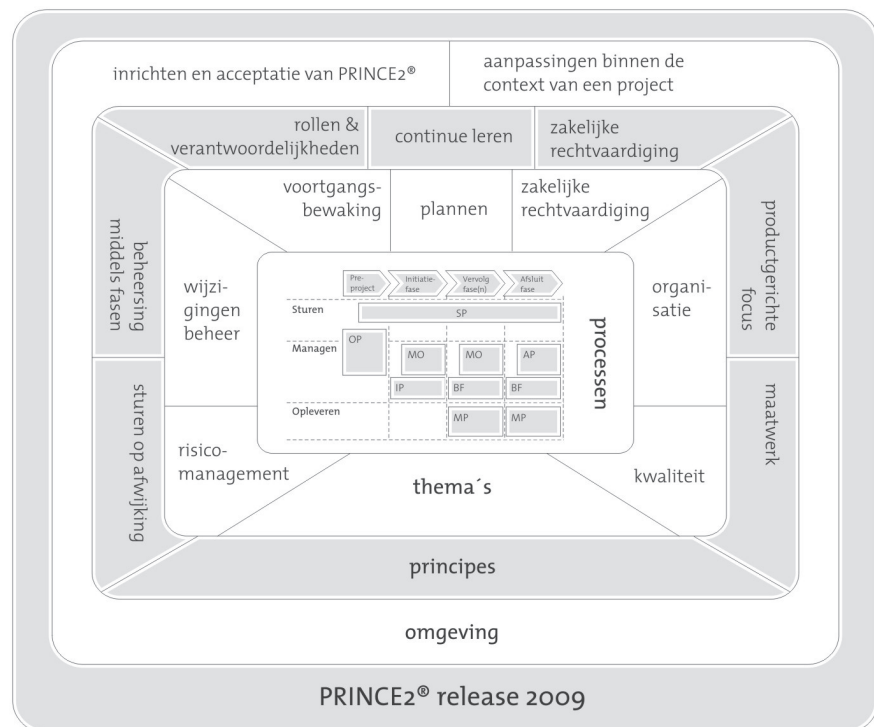 inrichten en acceptatie van PRINCE2®
aanpassingen binnen de
context van een project
rollen &
verantwoordelijkheden
continue leren
zakelijke
rechtvaardiging
voortgangs-
bewaking
plannen
zakelijke
rechtvaardiging
beheersing
middels fasen
productgerichte
focus
wijzi-
gingen
beheer
organi-
satie
Pre-
project
Initiatie-
fase
Vervolg
fase(n)
Afsluit
fase
Sturen
SP
processen
OP
Managen
MO
MO
AP
IP
BF
BF
Opleveren
MP
MP
sturen op afwijking
maatwerk
risico-
management
kwaliteit
thema´s
principes
omgeving
PRINCE2® release 2009